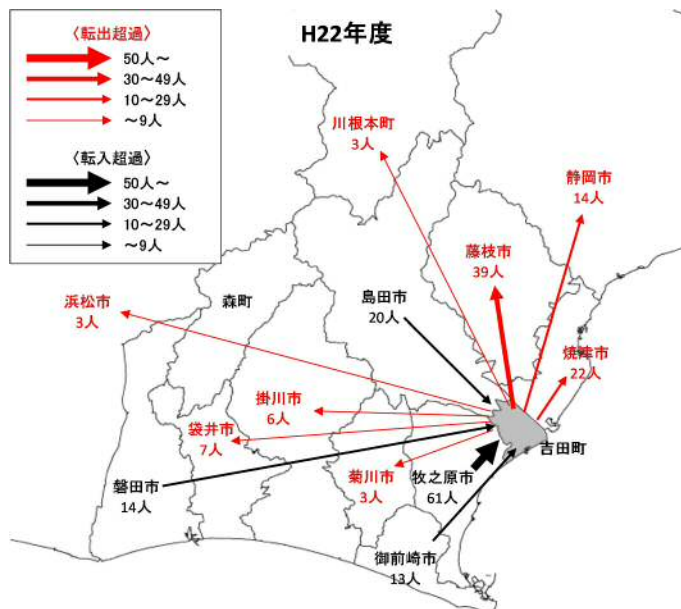 H22年度
〈転出超過〉
50人～
30～49人
10～29人
～9人
〈転入超過〉
50人～
30～49人
10～29人
～9人
川根本町
3人
静岡市
14人
藤枝市
39人
浜松市
3人
森町
島田市
20人
焼津市
22人
掛川市
6人
袋井市
7人
吉田町
菊川市
3人
牧之原市
61人
磐田市
14人
御前崎市
13人